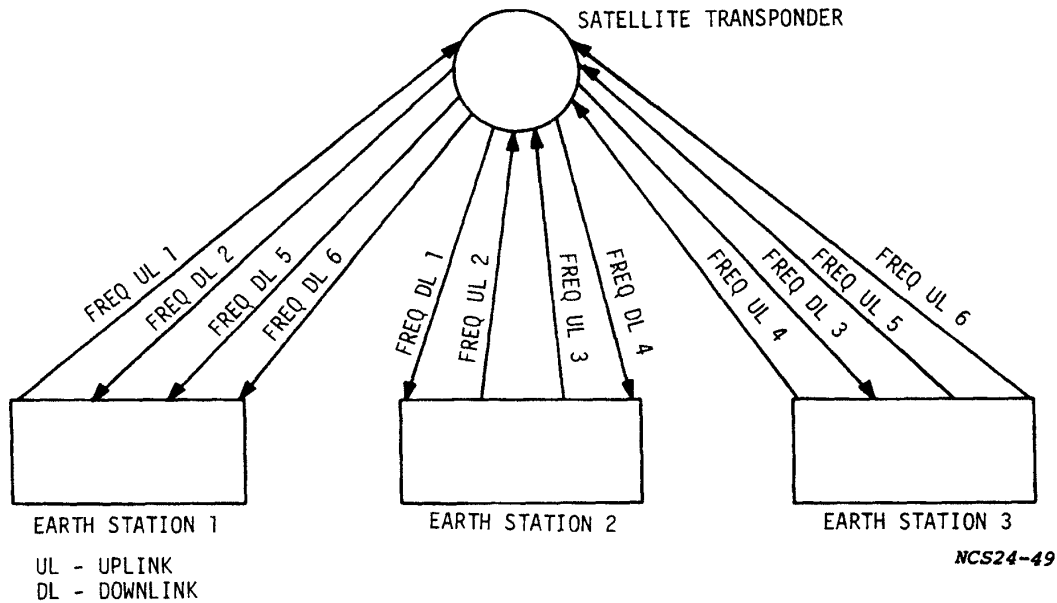 SATELLITE TRANSPONDER
FREQ UL 1
FREQ DL 2
FREQ DL 5
FREQ DL 6
FREQ DL 1
FREQ UL 2
FREQ UL 3
FREQ DL 4
FREQ UL 4
FREQ DL 3
FREQ UL 5
FREQ UL 6
EARTH STATION 1
EARTH STATION 2
EARTH STATION 3
UL - UPLINK
DL - DOWNLINK
NCS24-49